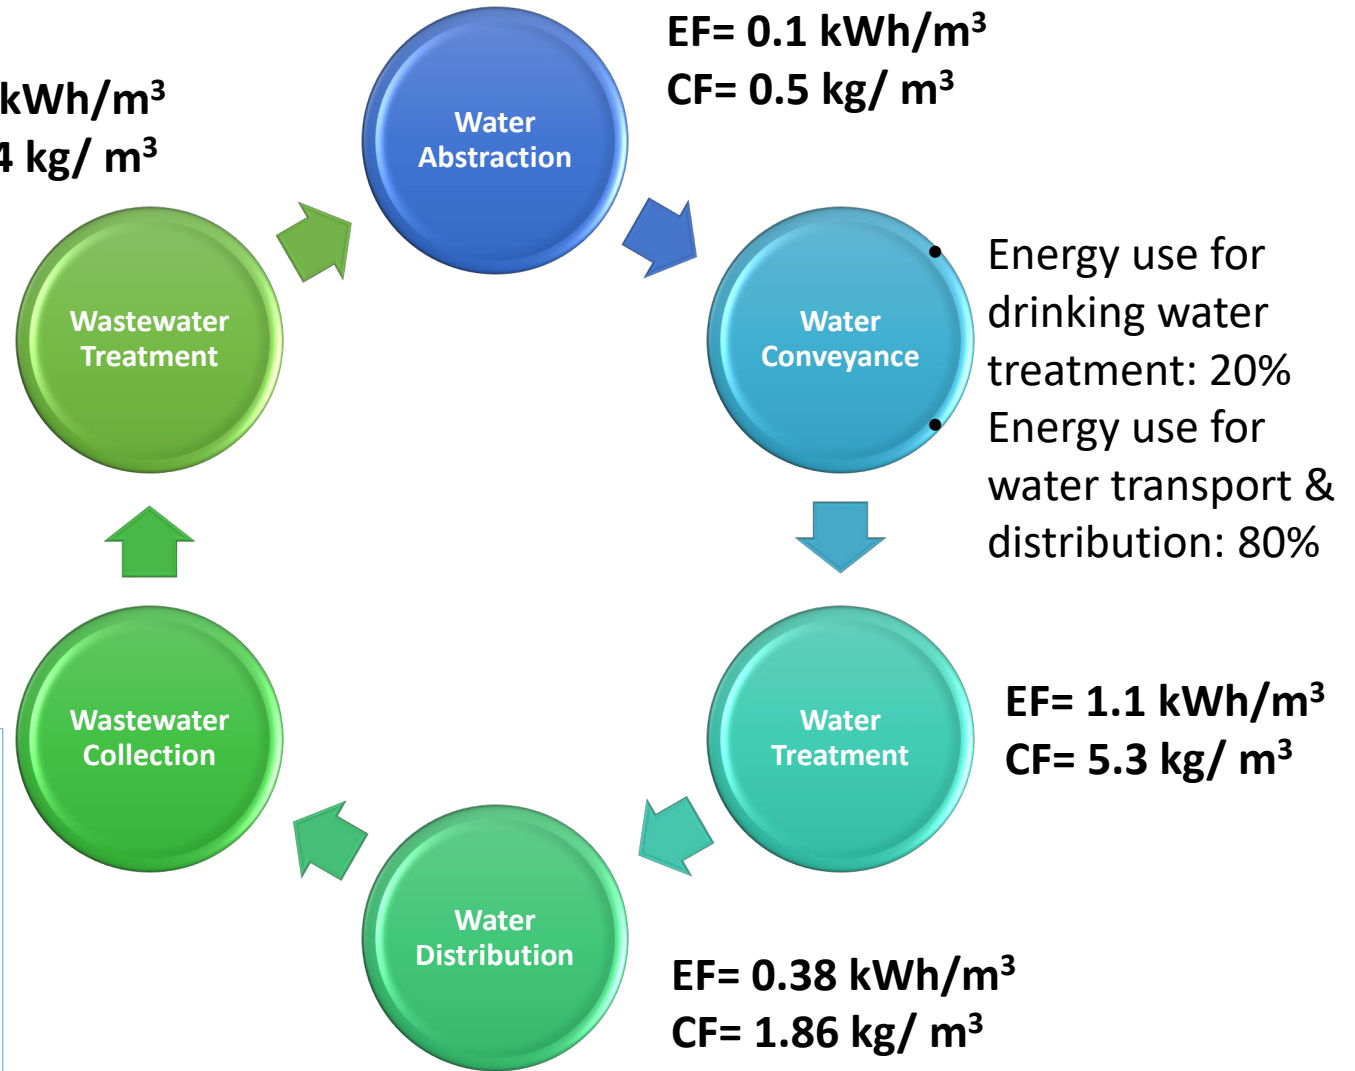 EF= 0.1 kWh/m³
CF= 0.5 kg/ m³
kWh/m³
4 kg/ m³
Water
Abstraction
Wastewater
Treatment
Water
Conveyance
• Energy use for
drinking water
treatment: 20%
• Energy use for
water transport &
distribution: 80%
Wastewater
Collection
Water
Treatment
EF= 1.1 kWh/m³
CF= 5.3 kg/ m³
Water
Distribution
EF= 0.38 kWh/m³
CF= 1.86 kg/ m³